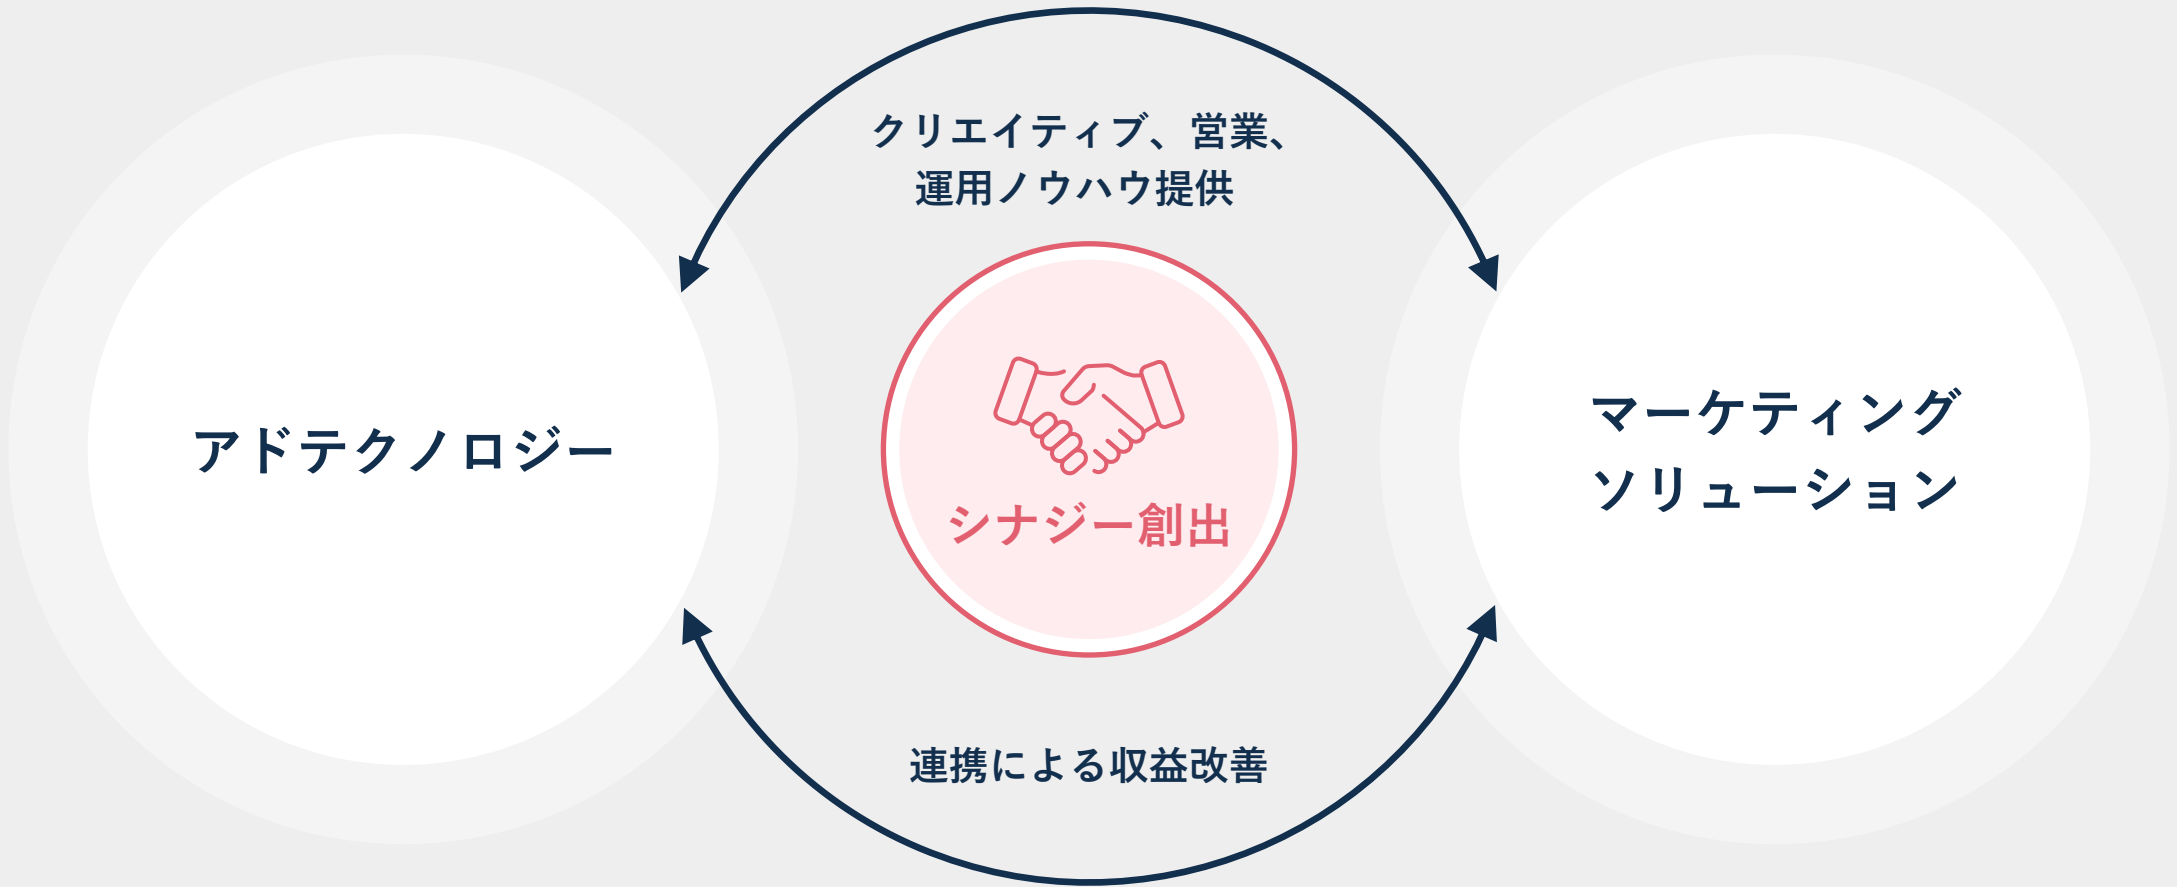 クリエイティブ、営業、
運用ノウハウ提供
アドテクノロジー
シナジー創出
マーケティング
ソリューション
連携による収益改善